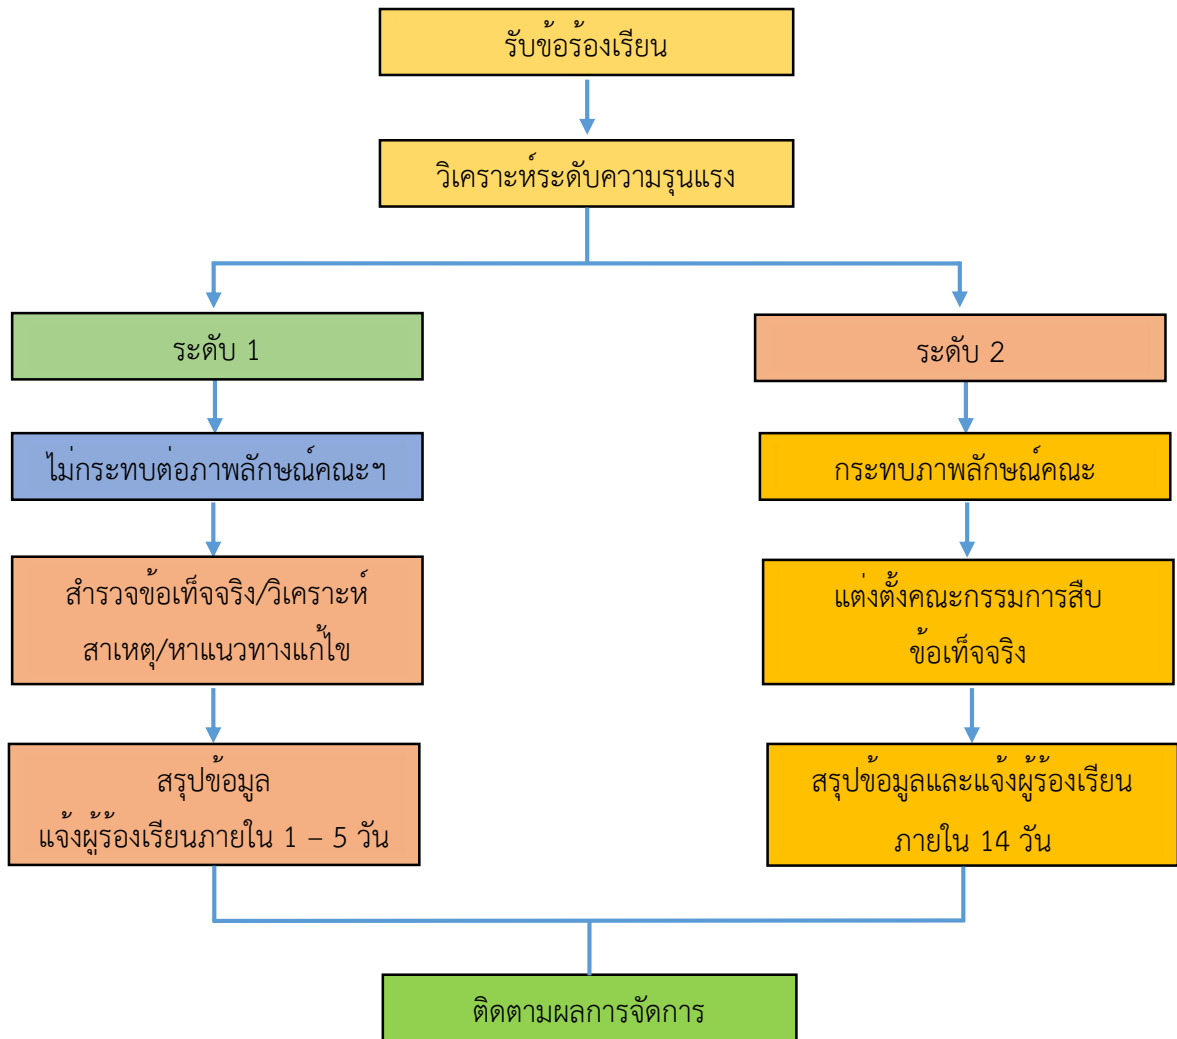 รับข้อร้องเรียน
วิเคราะห์ระดับความรุนแรง
ระดับ 1
ไม่กระทบต่อภาพลักษณ์คณะฯ
สำรวจข้อเท็จจริง/วิเคราะห์
สาเหตุ/หาแนวทางแก้ไข
สรุปข้อมูล
แจ้งผู้ร้องเรียนภายใน 1 – 5 วัน
ระดับ 2
กระทบภาพลักษณ์คณะ
แต่งตั้งคณะกรรมการสืบ
ข้อเท็จจริง
สรุปข้อมูลและแจ้งผู้ร้องเรียน
ภายใน 14 วัน
ติดตามผลการจัดการ